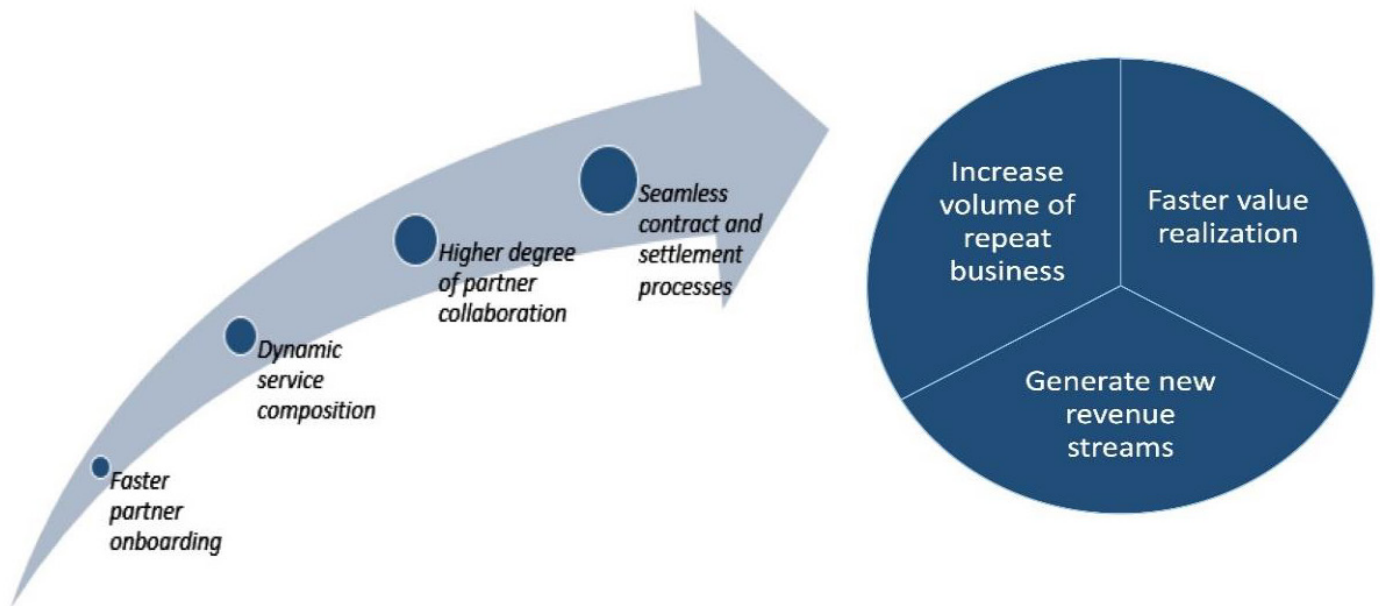 Faster
partner
onboarding
Dynamic
service
composition
Higher degree
of partner
collaboration
Seamless
contract and
settlement
processes
Increase
volume of
repeat
business
Faster value
realization
Generate new
revenue
streams